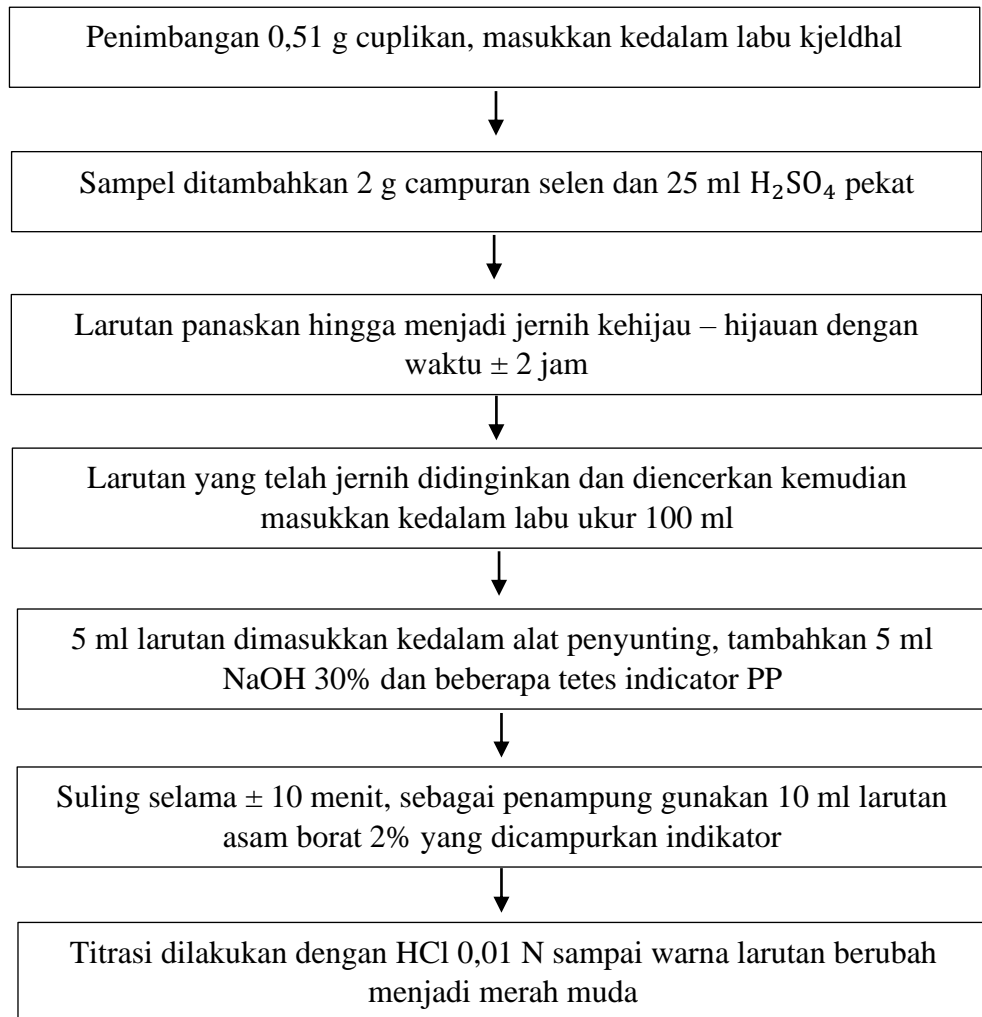 Penimbangan 0,51 g cuplikan, masukkan kedalam labu kjeldhal
Sampel ditambahkan 2 g campuran selen dan 25 ml H₂SO₄ pekat
Larutan panaskan hingga menjadi jernih kehijau – hijauan dengan
waktu ± 2 jam
Larutan yang telah jernih didinginkan dan diencerkan kemudian
masukkan kedalam labu ukur 100 ml
5 ml larutan dimasukkan kedalam alat penyunting, tambahkan 5 ml
NaOH 30% dan beberapa tetes indicator PP
Suling selama ± 10 menit, sebagai penampung gunakan 10 ml larutan
asam borat 2% yang dicampurkan indikator
Titrasi dilakukan dengan HCl 0,01 N sampai warna larutan berubah
menjadi merah muda